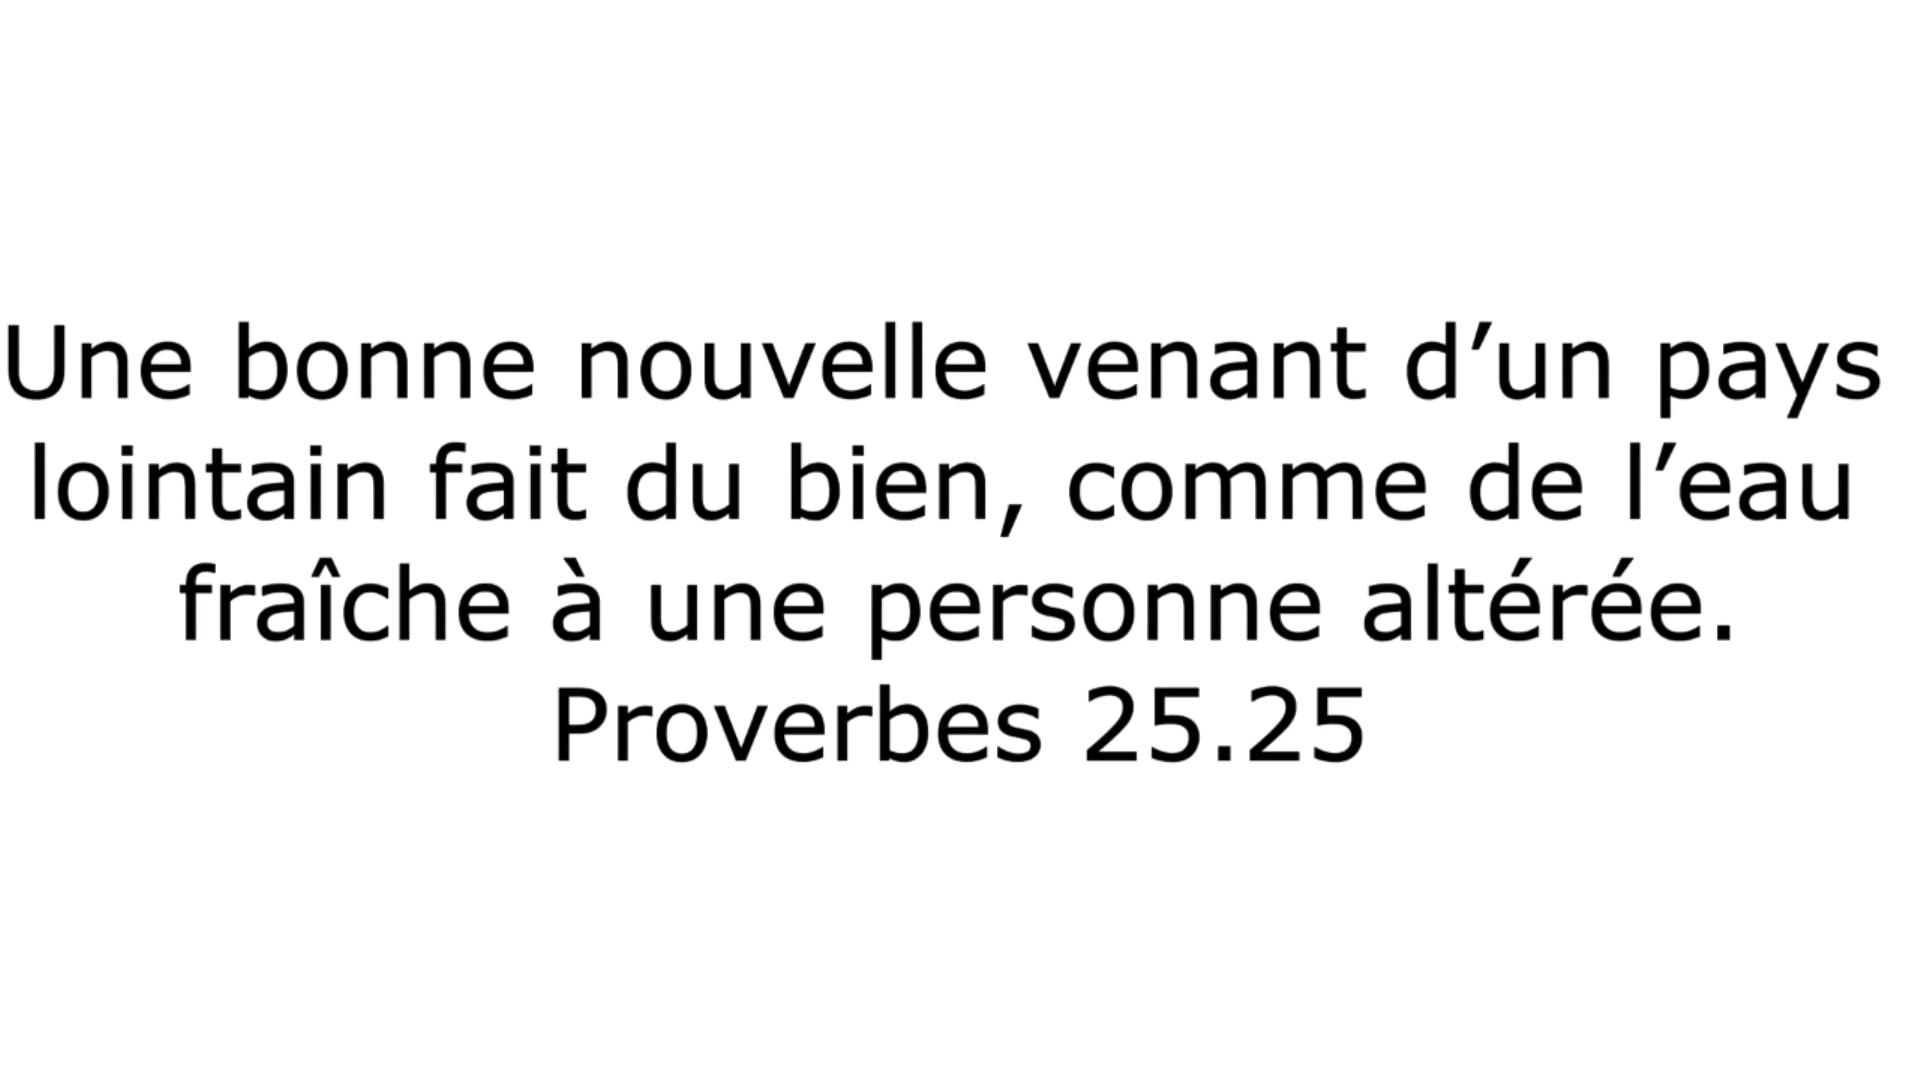 Une bonne nouvelle venant d’un pays
lointain fait du bien, comme de l’eau
fraîche à une personne altérée.
Proverbes 25.25